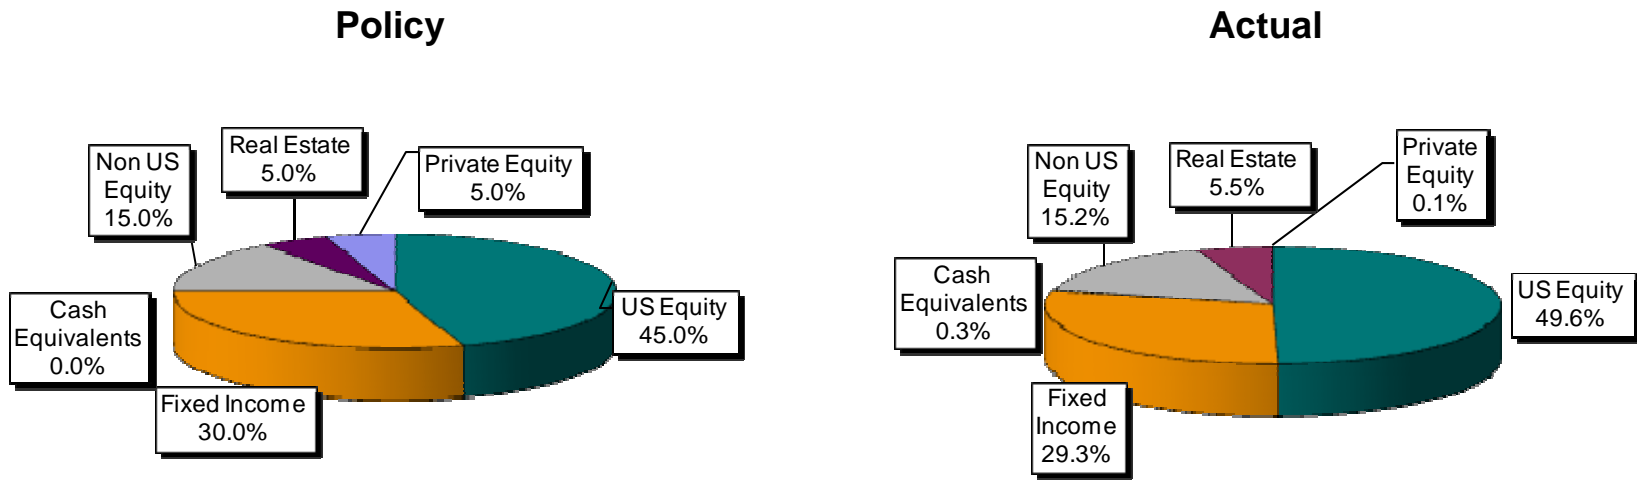 Policy
Real Estate
5.0%
Private Equity
5.0%
Non US
Equity
15.0%
US Equity
45.0%
Cash
Equivalents
0.0%
Fixed Income
30.0%
Actual
Private
Equity
0.1%
Real Estate
5.5%
Non US
Equity
15.2%
Cash
Equivalents
0.3%
US Equity
49.6%
Fixed
Income
29.3%